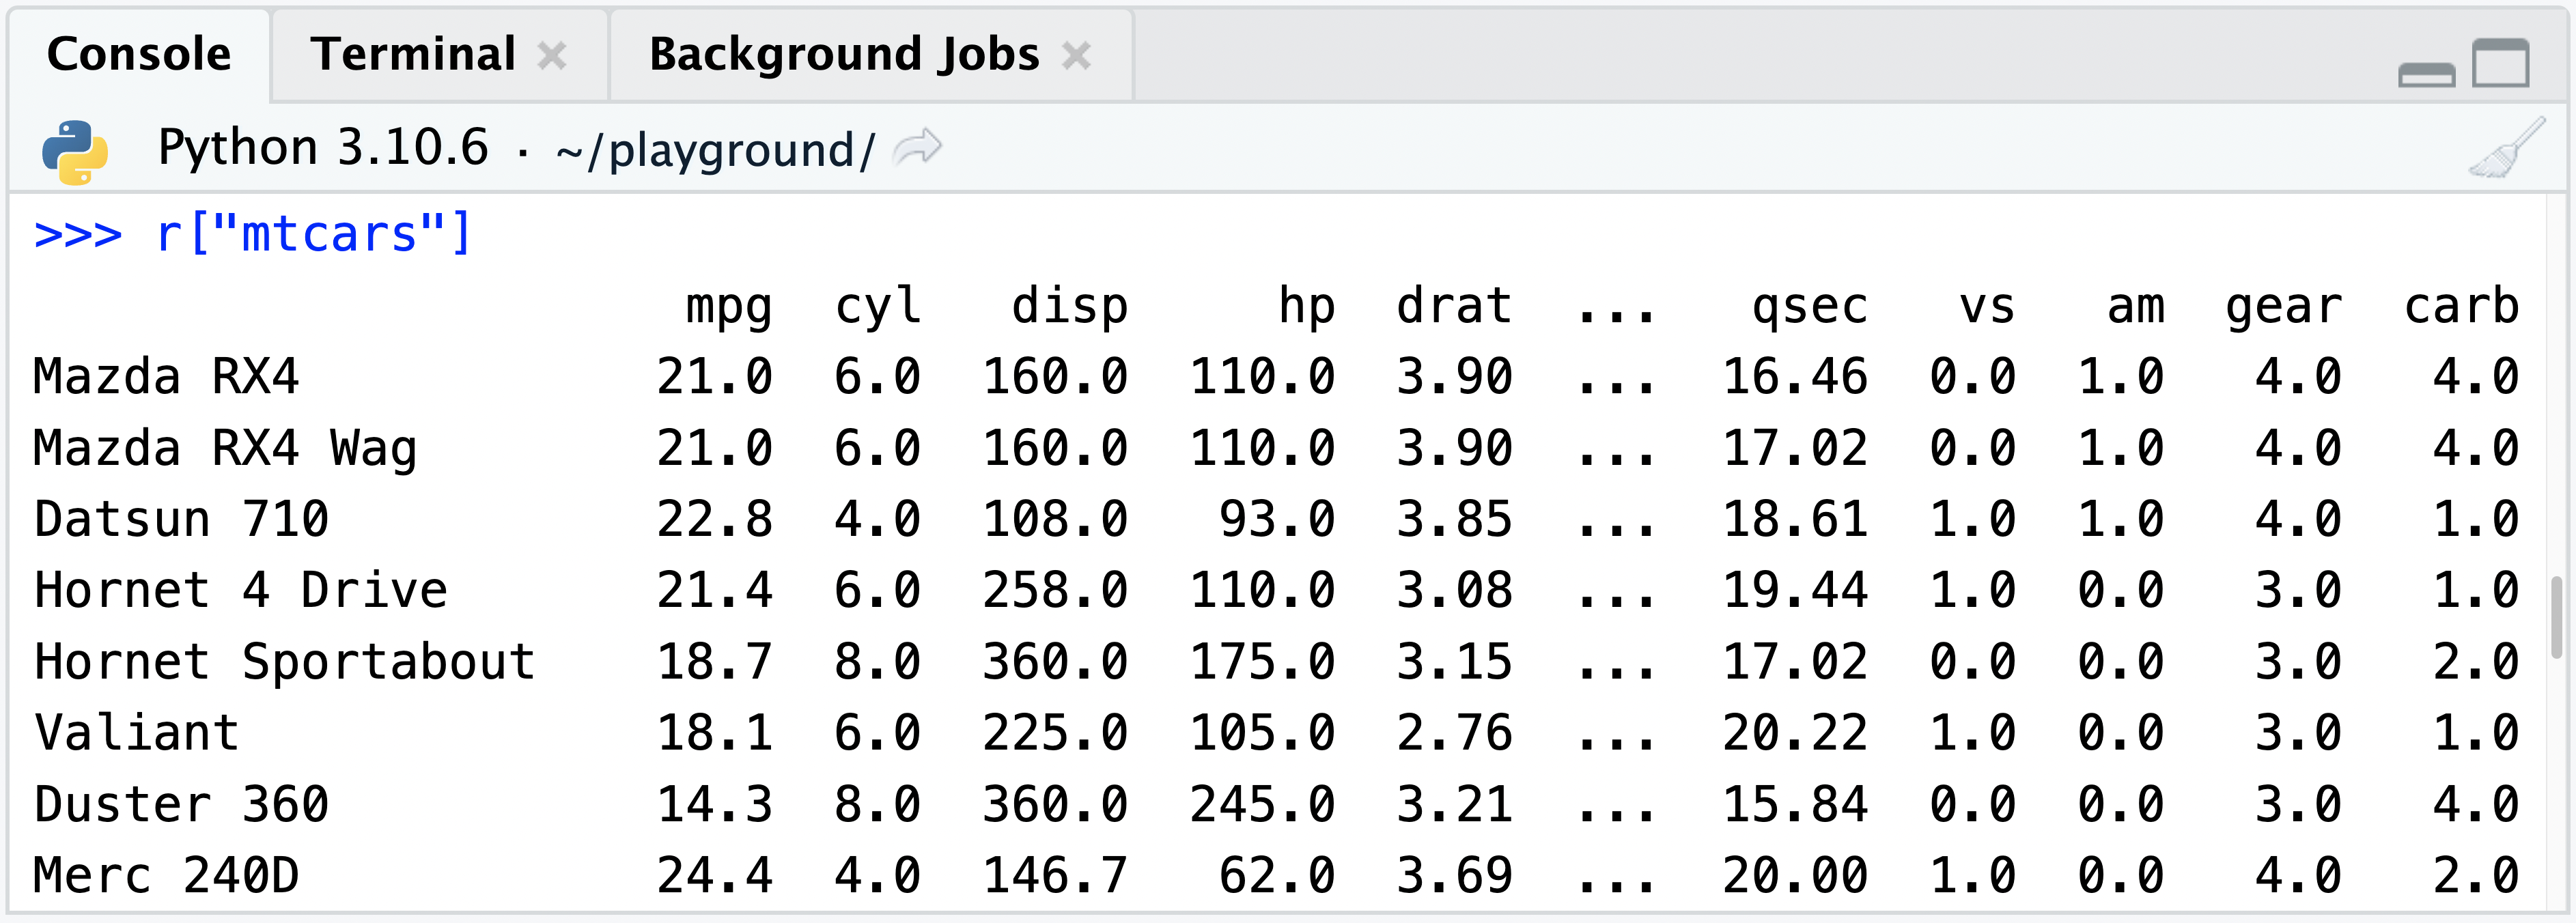 Console Terminal Background Jobs
Python 3.10.6 · ~/playground/
>>> r["mtcars"]
                     mpg  cyl   disp     hp  drat  ...   qsec   vs   am  gear  carb
Mazda RX4            21.0  6.0  160.0  110.0  3.90  ...  16.46  0.0  1.0   4.0   4.0
Mazda RX4 Wag        21.0  6.0  160.0  110.0  3.90  ...  17.02  0.0  1.0   4.0   4.0
Datsun 710           22.8  4.0  108.0   93.0  3.85  ...  18.61  1.0  1.0   4.0   1.0
Hornet 4 Drive       21.4  6.0  258.0  110.0  3.08  ...  19.44  1.0  0.0   3.0   1.0
Hornet Sportabout    18.7  8.0  360.0  175.0  3.15  ...  17.02  0.0  0.0   3.0   2.0
Valiant              18.1  6.0  225.0  105.0  2.76  ...  20.22  1.0  0.0   3.0   1.0
Duster 360           14.3  8.0  360.0  245.0  3.21  ...  15.84  0.0  0.0   3.0   4.0
Merc 240D            24.4  4.0  146.7   62.0  3.69  ...  20.00  1.0  0.0   4.0   2.0